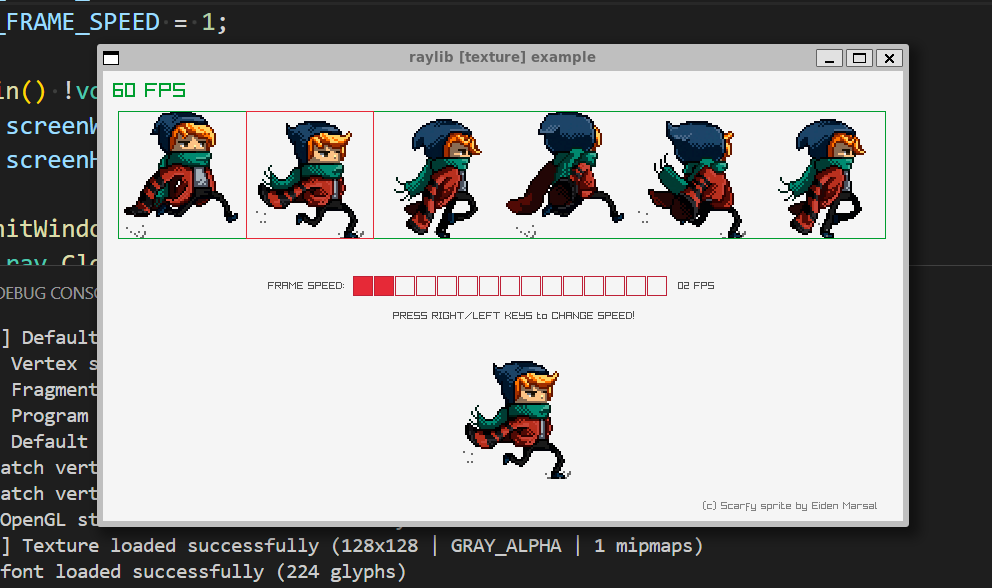 _FRAME_SPEED = 1;
raylib [texture] example
in() !vo
60 FPS
screenW
screenH
nitWindo
ray.Clo
FRAME SPEED: 02 FPS
DEBUG CONSO
PRESS RIGHT/LEFT KEYS to CHANGE SPEED!
] Default
Vertex s
Fragment
Program
Default
atch vert
atch vert
(c) Scarfy sprite by Eiden Marsal
OpenGL st
] Texture loaded successfully (128x128 | GRAY_ALPHA | 1 mipmaps)
font loaded successfully (224 glyphs)